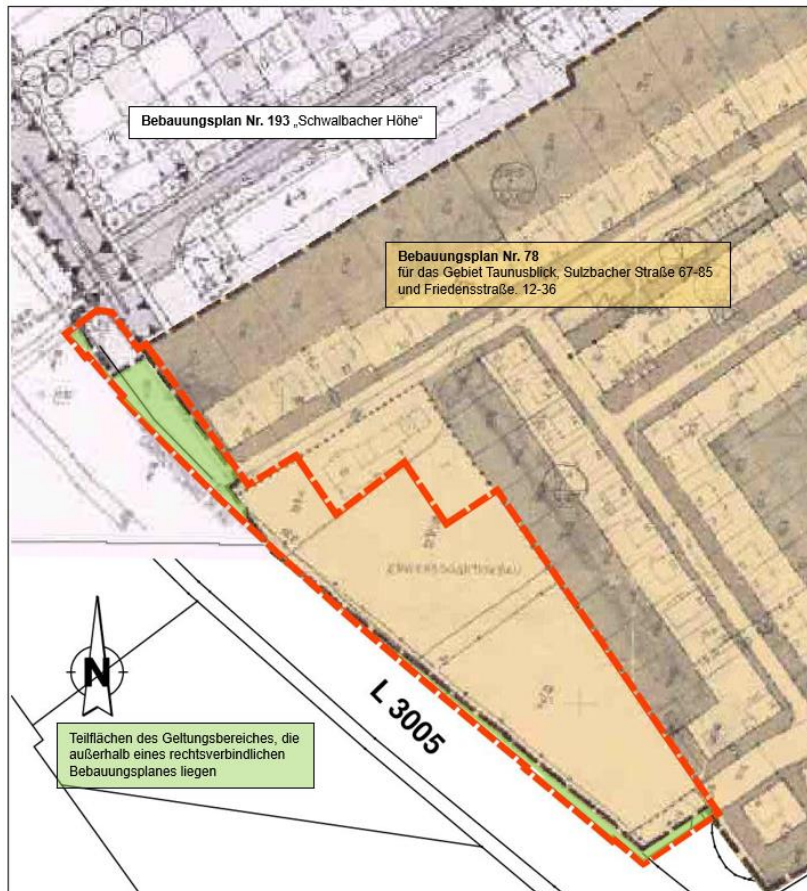 Bebauungsplan Nr. 193 „Schwalbacher Höhe“
Bebauungsplan Nr. 78
für das Gebiet Taunusblick, Sulzbacher Straße 67-85
und Friedensstraße. 12-36
ERWERBSGARTENBAU
N
L 3005
Teilflächen des Geltungsbereiches, die
außerhalb eines rechtsverbindlichen
Bebauungsplanes liegen